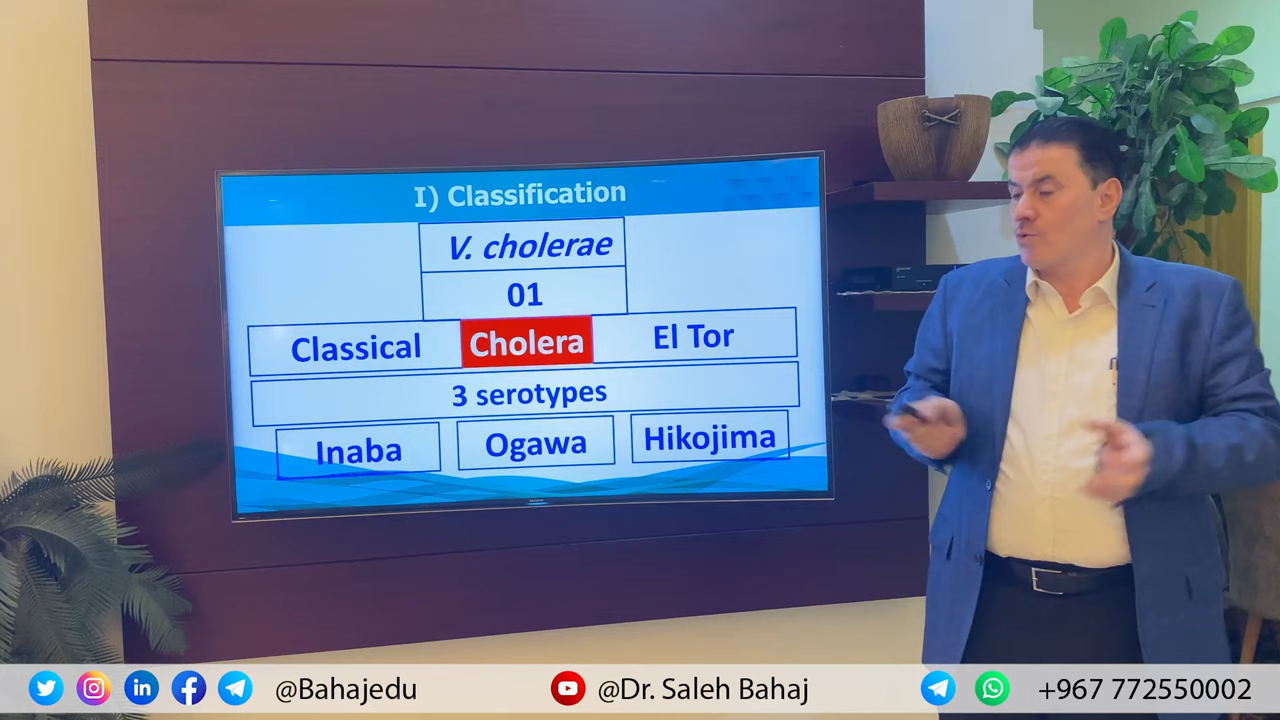 I) Classification
V. cholerae
01
Classical Cholera El Tor
3 serotypes
Inaba Ogawa Hikojima
@Bahajedu @Dr. Saleh Bahaj +967 772550002